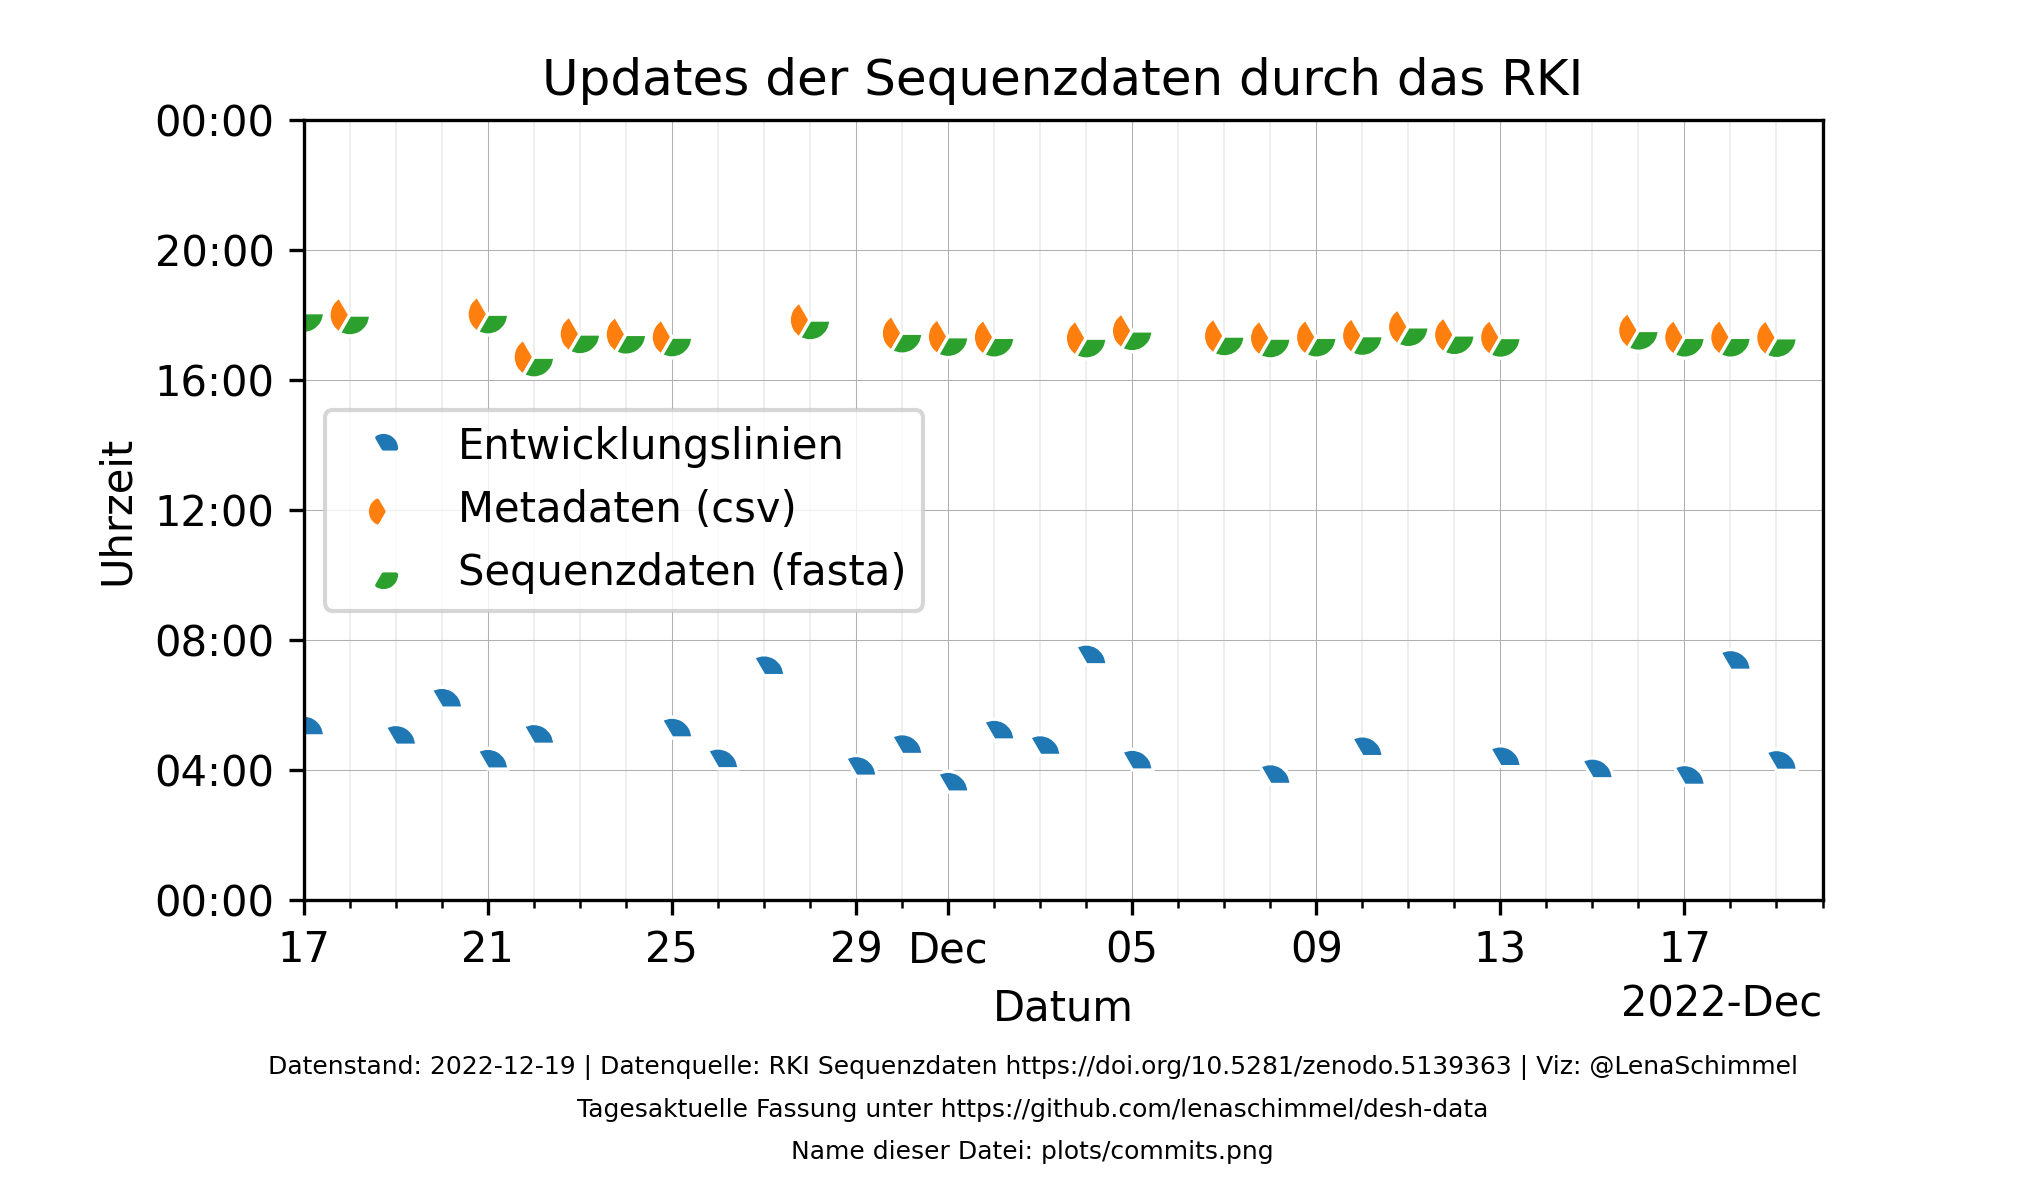 Updates der Sequenzdaten durch das RKI
00:00
20:00
16:00
12:00
08:00
04:00
00:00
Uhrzeit
Entwicklungslinien
Metadaten (csv)
Sequenzdaten (fasta)
17 21 25 29 Dec 05 09 13 17
Datum
2022-Dec
Datenstand: 2022-12-19 | Datenquelle: RKI Sequenzdaten https://doi.org/10.5281/zenodo.5139363 | Viz: @LenaSchimmel
Tagesaktuelle Fassung unter https://github.com/lenaschimmel/desh-data
Name dieser Datei: plots/commits.png